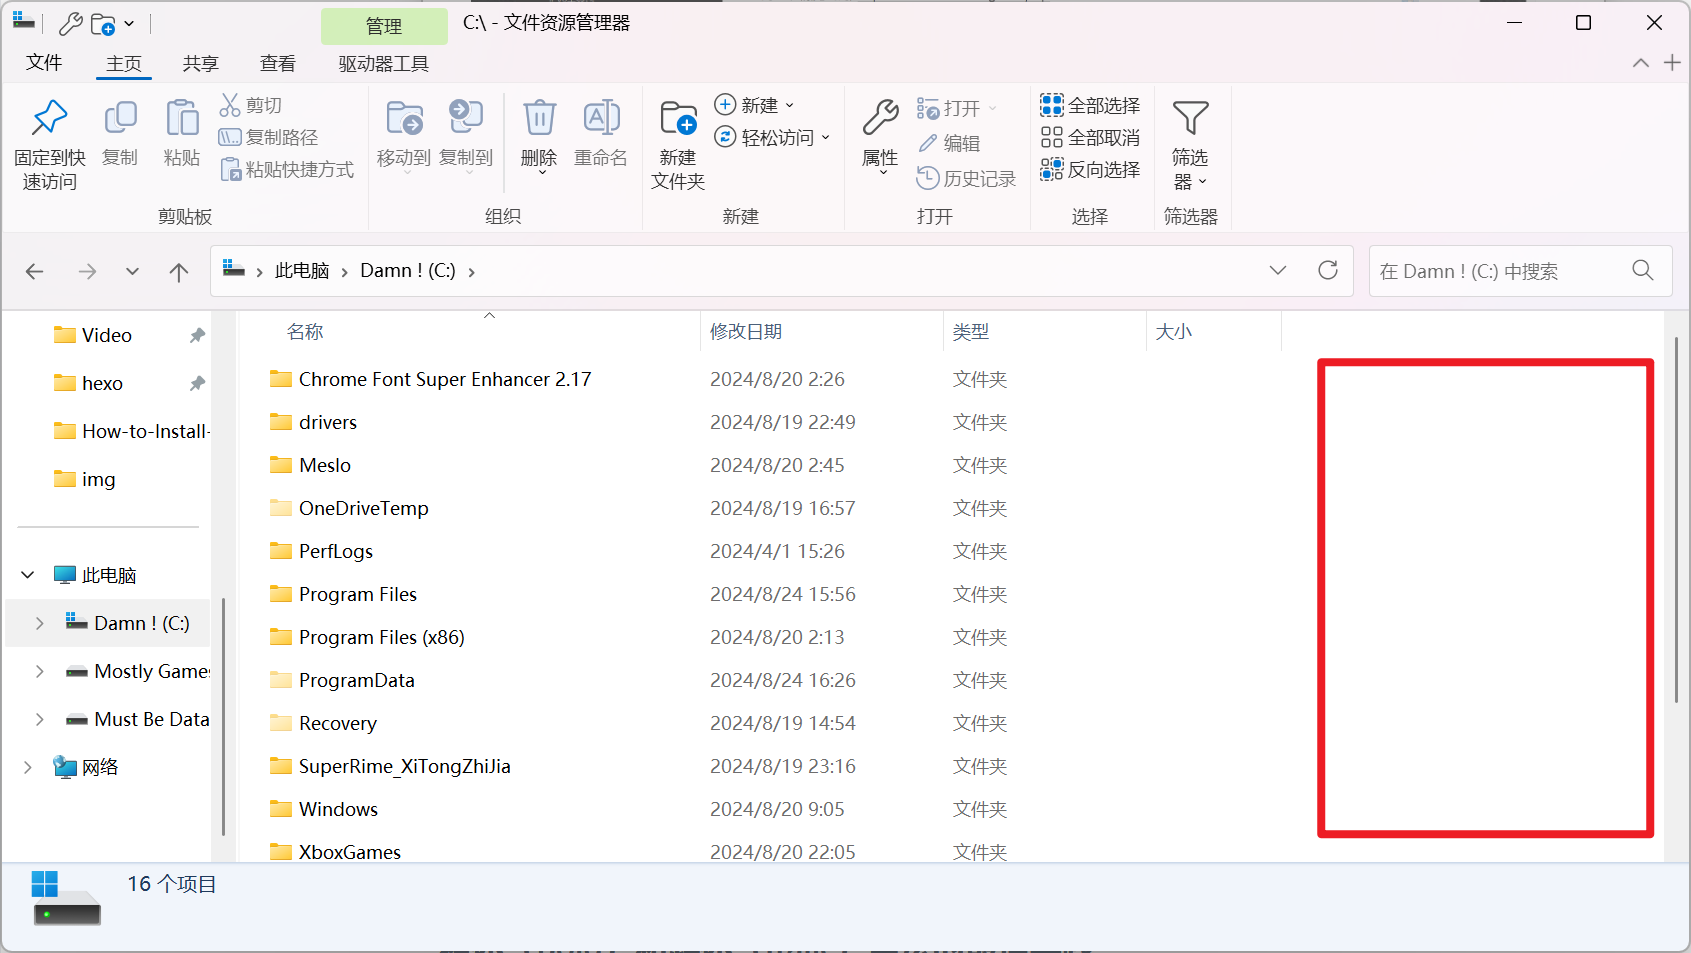 管理
C:\ - 文件资源管理器
文件
主页
共享
查看
驱动器工具
固定到快
速访问
复制
粘贴
剪切
复制路径
粘贴快捷方式
剪贴板
移动到
复制到
删除
重命名
组织
新建
文件夹
新建
轻松访问
新建
属性
打开
编辑
历史记录
打开
全部选择
全部取消
反向选择
选择
筛选
器
筛选器
此电脑
Damn ! (C:)
在 Damn ! (C:) 中搜索
Video
hexo
How-to-Install-
img
此电脑
Damn ! (C:)
Mostly Game
Must Be Data
网络
名称 修改日期 类型 大小
Chrome Font Super Enhancer 2.17 2024/8/20 2:26 文件夹
drivers 2024/8/19 22:49 文件夹
Meslo 2024/8/20 2:45 文件夹
OneDriveTemp 2024/8/19 16:57 文件夹
PerfLogs 2024/4/1 15:26 文件夹
Program Files 2024/8/24 15:56 文件夹
Program Files (x86) 2024/8/20 2:13 文件夹
ProgramData 2024/8/24 16:26 文件夹
Recovery 2024/8/19 14:54 文件夹
SuperRime_XiTongZhiJia 2024/8/19 23:16 文件夹
Windows 2024/8/20 9:05 文件夹
XboxGames 2024/8/20 22:05 文件夹
16 个项目